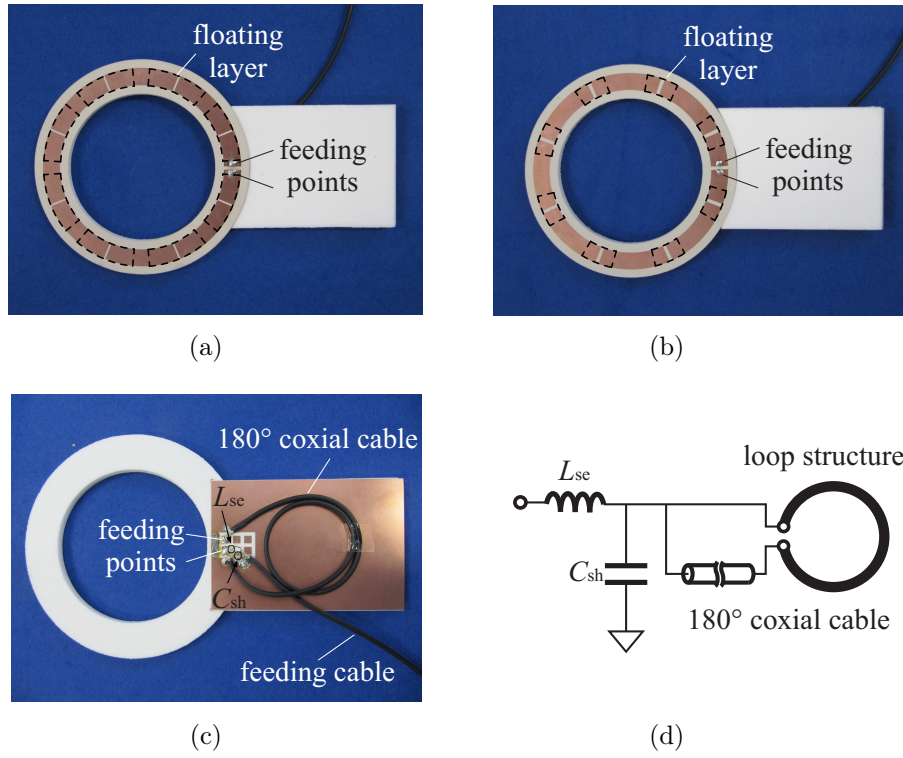 floating
layer
feeding
points
(a)
floating
layer
feeding
points
(b)
180° coxial cable
Lse
feeding
points
Csh
feeding cable
(c)
loop structure
Lse
Csh
180° coxial cable
(d)